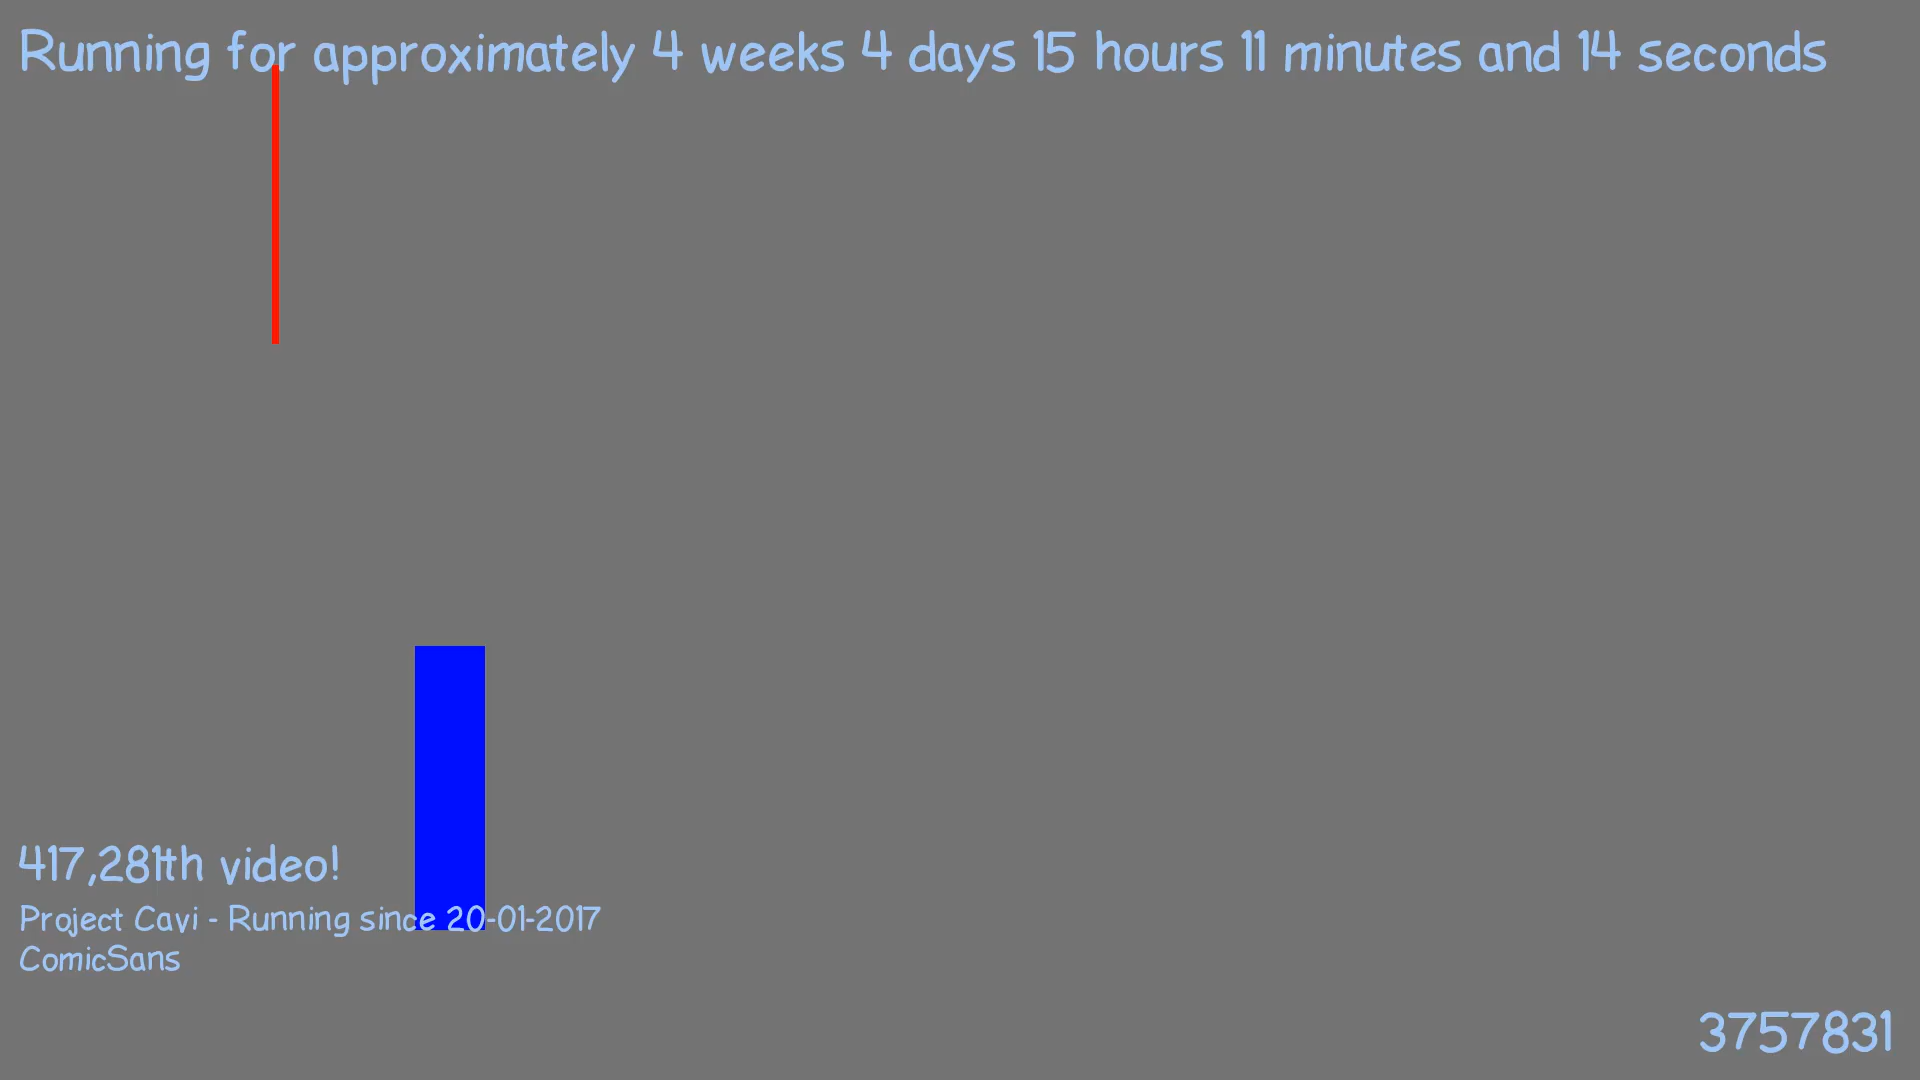 Running for approximately 4 weeks 4 days 15 hours 11 minutes and 14 seconds
417,281th video!
Project Cavi - Running since 20-01-2017
ComicSans
3757831